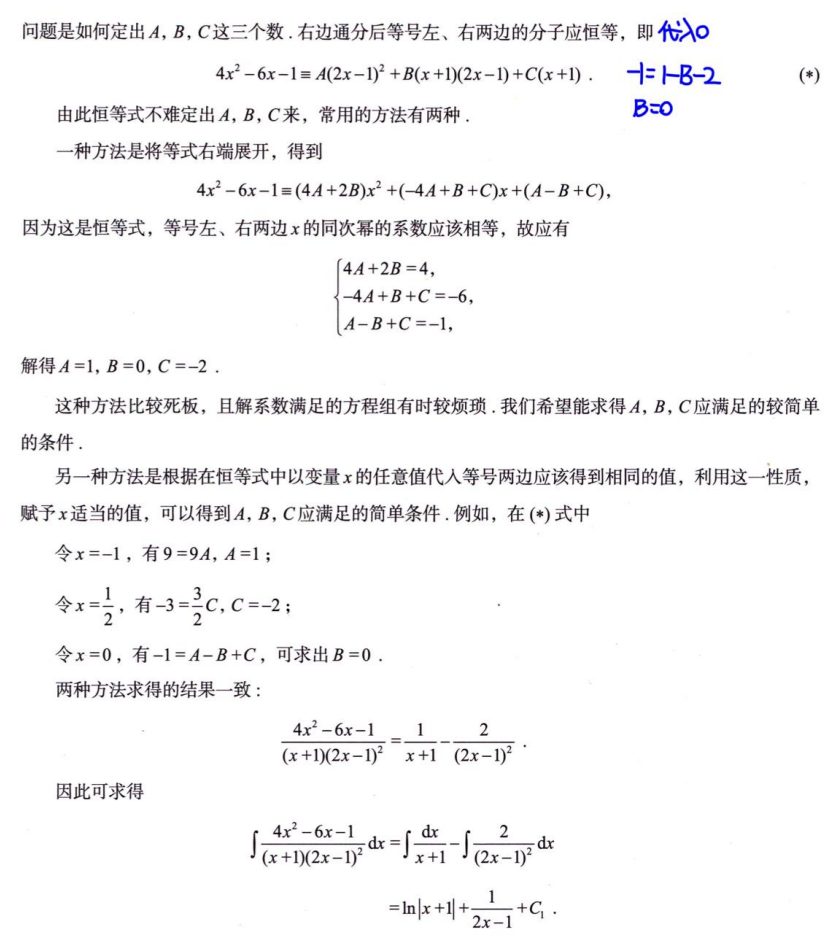 问题是如何定出A, B, C这三个数.右边通分后等号左、右两边的分子应恒等，即 代入0
4x²-6x-1≡A(2x-1)²+B(x+1)(2x-1)+C(x+1). -1=1-B-2 (*)
由此恒等式不难定出A, B, C来，常用的方法有两种. B=0
一种方法是将等式右端展开，得到
4x²-6x-1≡(4A+2B)x²+(-4A+B+C)x+(A-B+C),
因为这是恒等式，等号左、右两边x的同次幂的系数应该相等，故应有
4A+2B=4,
-4A+B+C=-6,
A-B+C=-1,
解得A=1, B=0, C=-2.
这种方法比较死板，且解系数满足的方程组有时较烦琐.我们希望能求得A, B, C应满足的较简单
的条件.
另一种方法是根据在恒等式中以变量x的任意值代入等号两边应该得到相同的值，利用这一性质，
赋予x适当的值，可以得到A, B, C应满足的简单条件.例如，在(*)式中
令x=-1，有9=9A, A=1;
令x=1/2，有-3=3/2C, C=-2;
令x=0，有-1=A-B+C，可求出B=0.
两种方法求得的结果一致:
(4x²-6x-1)/((x+1)(2x-1)²)=1/(x+1)-2/(2x-1)².
因此可求得
∫(4x²-6x-1)/((x+1)(2x-1)²)dx=∫dx/(x+1)-∫2/(2x-1)²dx
=ln|x+1|+1/(2x-1)+C₁.